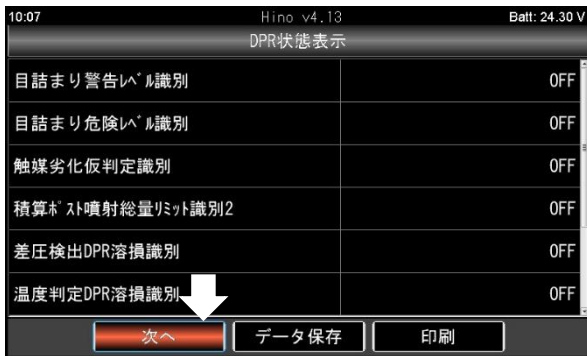 10:07 Hino v4.13 Batt: 24.30 V
DPR状態表示
目詰まり警告ﾚﾍﾞﾙ識別 OFF
目詰まり危険ﾚﾍﾞﾙ識別 OFF
触媒劣化仮判定識別 OFF
積算ﾎﾟｽﾄ噴射総量ﾘﾐｯﾄ識別2 OFF
差圧検出DPR溶損識別 OFF
温度判定DPR溶損識別 OFF
次へ データ保存 印刷